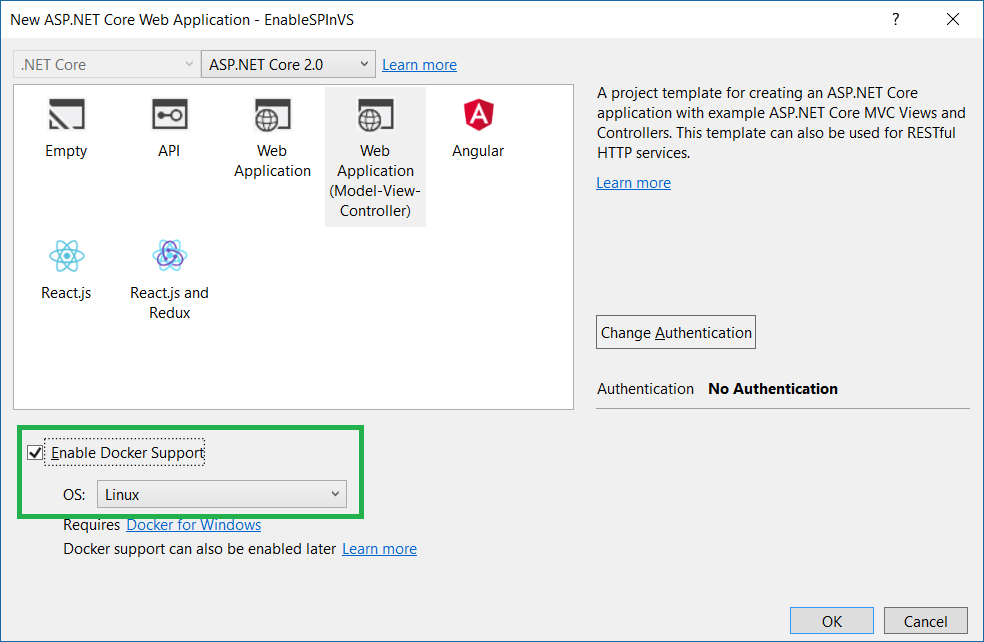 New ASP.NET Core Web Application - EnableSPInVS
?
.NET Core
ASP.NET Core 2.0
Learn more
Empty
API
Web
Application
Web
Application
(Model-View-
Controller)
Angular
React.js
React.js and
Redux
A project template for creating an ASP.NET Core
application with example ASP.NET Core MVC Views and
Controllers. This template can also be used for RESTful
HTTP services.
Learn more
Change Authentication
Authentication No Authentication
Enable Docker Support
OS: Linux
Requires Docker for Windows
Docker support can also be enabled later Learn more
OK
Cancel